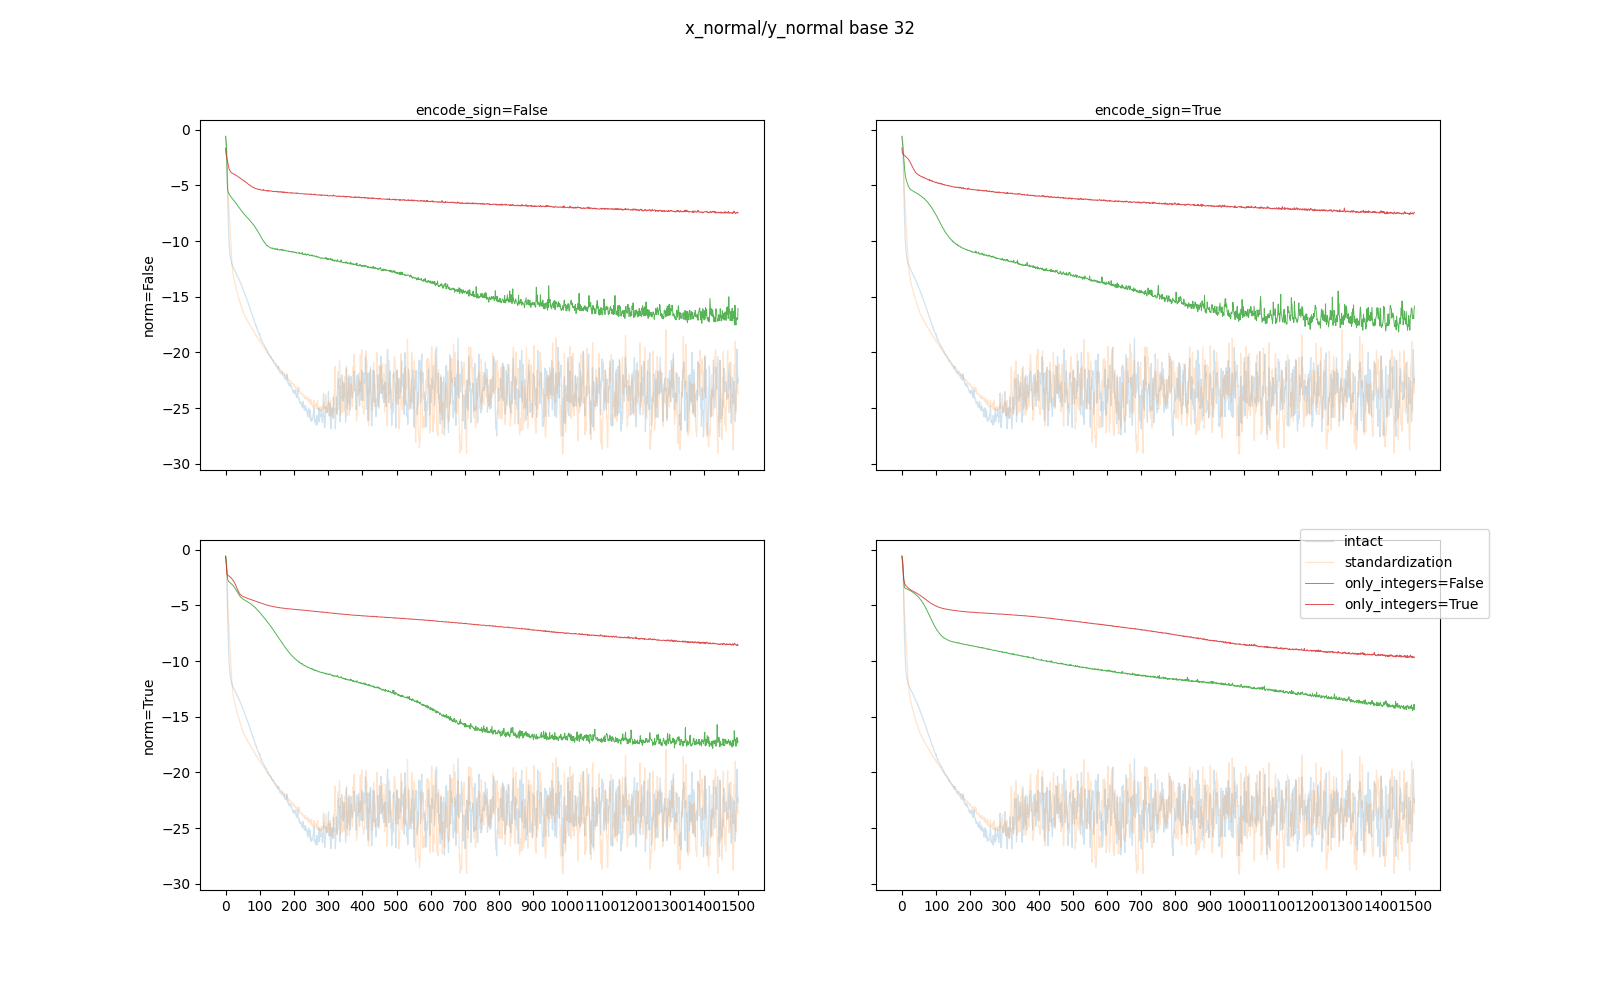 x_normal/y_normal base 32
encode_sign=False
encode_sign=True
0
−5
−10
−15
−20
−25
−30
norm=False
intact
standardization
only_integers=False
only_integers=True
0
−5
−10
−15
−20
−25
−30
norm=True
0 100 200 300 400 500 600 700 800 900 1000 1100 1200 1300 1400 1500
0 100 200 300 400 500 600 700 800 900 1000 1100 1200 1300 1400 1500